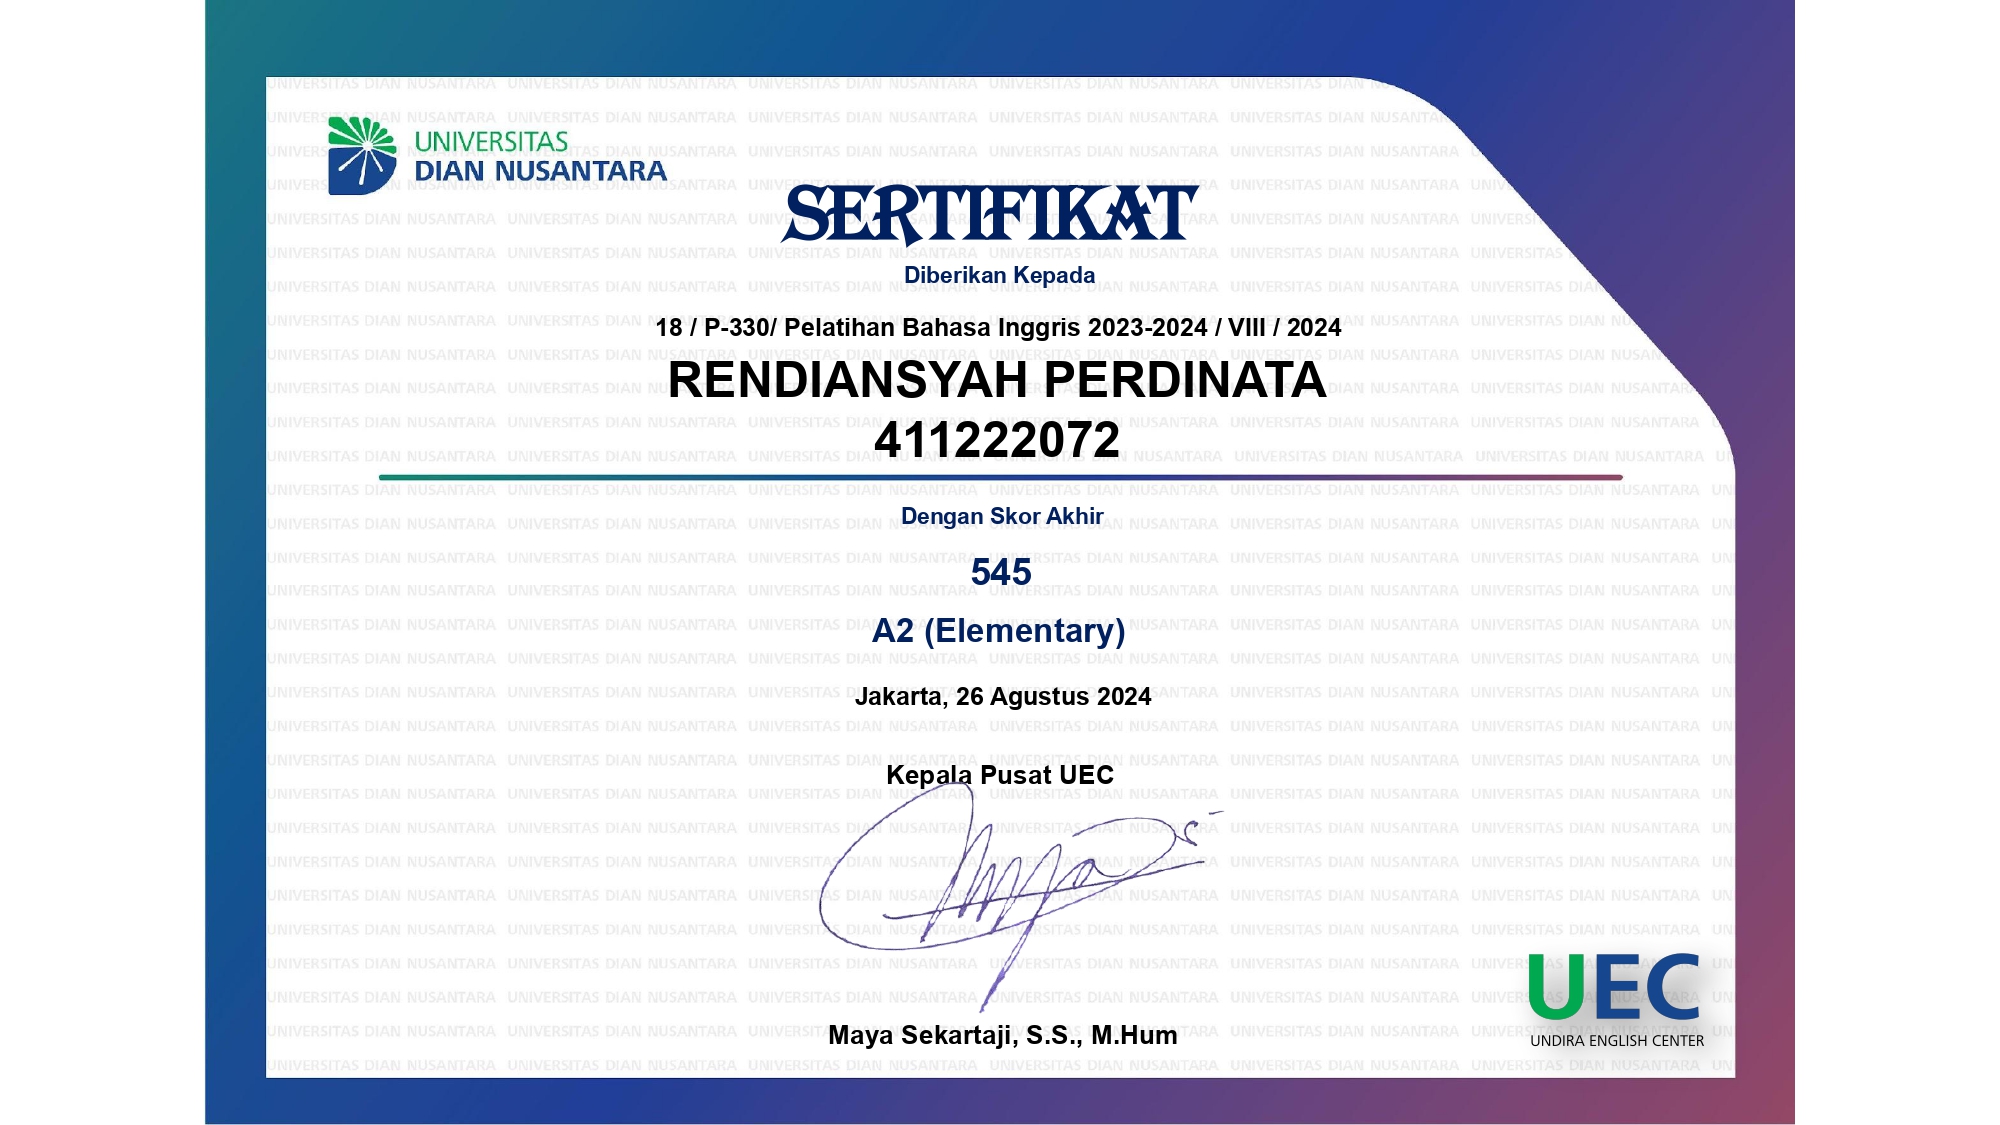 UNIVERSITAS
DIAN NUSANTARA
SERTIFIKAT
Diberikan Kepada
18 / P-330/ Pelatihan Bahasa Inggris 2023-2024 / VIII / 2024
RENDIANSYAH PERDINATA
411222072
Dengan Skor Akhir
545
A2 (Elementary)
Jakarta, 26 Agustus 2024
Kepala Pusat UEC
Maya Sekartaji, S.S., M.Hum
UEC
UNDIRA ENGLISH CENTER